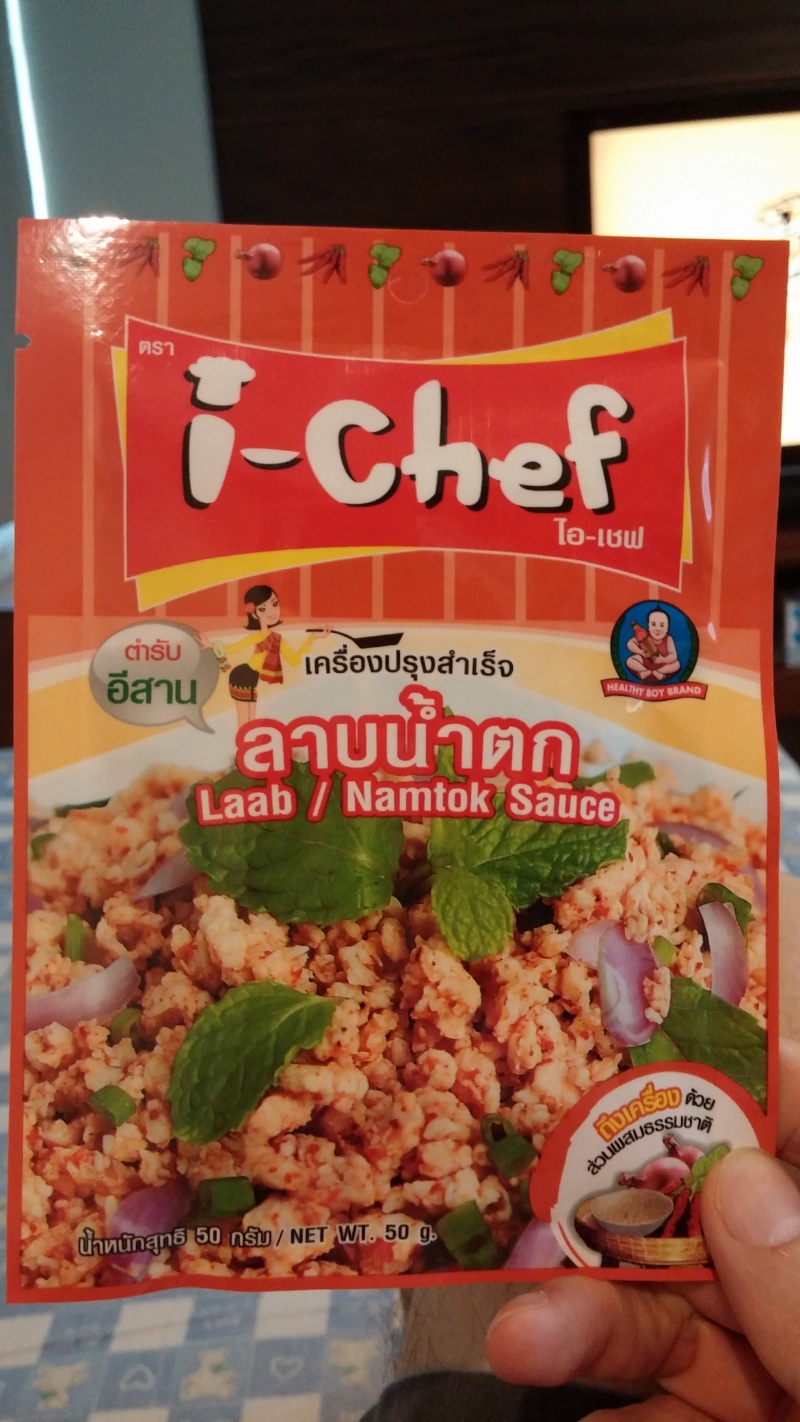 ตรา
i-Chef
ไอ-เชฟ
ตำรับ
อีสาน
เครื่องปรุงสำเร็จ
HEALTHY BOY BRAND
ลาบน้ำตก
Laab / Namtok Sauce
ถึงเครื่อง ด้วย
ส่วนผสมธรรมชาติ
น้ำหนักสุทธิ 50 กรัม / NET WT. 50 g.